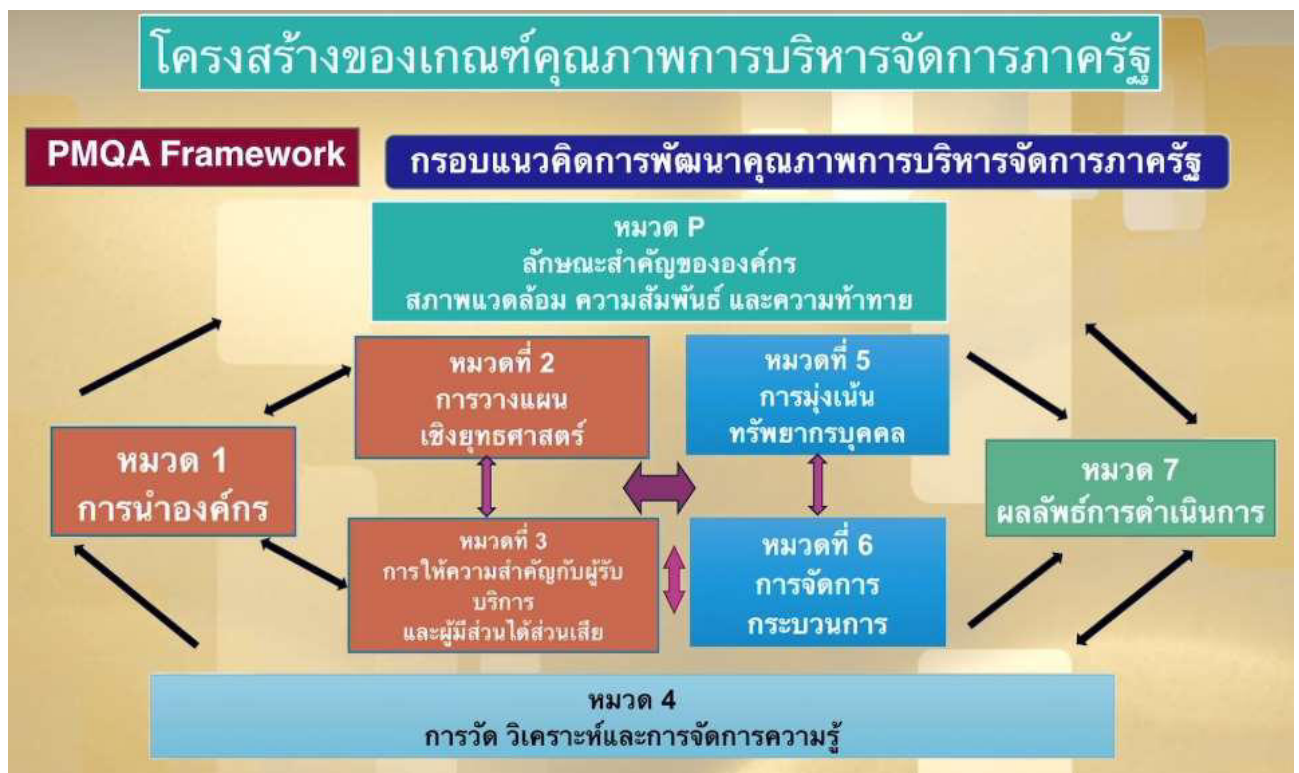 โครงสร้างของเกณฑ์คุณภาพการบริหารจัดการภาครัฐ
PMQA Framework
กรอบแนวคิดการพัฒนาคุณภาพการบริหารจัดการภาครัฐ
หมวด P
ลักษณะสำคัญขององค์กร
สภาพแวดล้อม ความสัมพันธ์ และความท้าทาย
หมวดที่ 2
การวางแผน
เชิงยุทธศาสตร์
หมวดที่ 5
การมุ่งเน้น
ทรัพยากรบุคคล
หมวด 1
การนำองค์กร
หมวด 7
ผลลัพธ์การดำเนินการ
หมวดที่ 3
การให้ความสำคัญกับผู้รับ
บริการ
และผู้มีส่วนได้ส่วนเสีย
หมวดที่ 6
การจัดการ
กระบวนการ
หมวด 4
การวัด วิเคราะห์และการจัดการความรู้